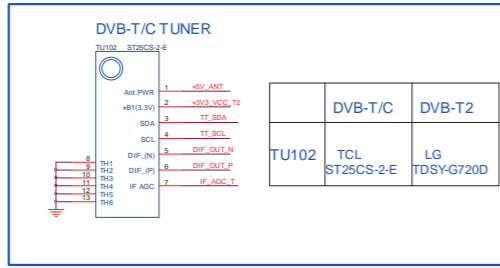 DVB-T/C TUNER
TU102 ST25CS-2-E
Ant.PWR 1 +5V_ANT
+B1(3.3V) 2 +3V3_VCC_T2
SDA 3 TT_SDA
SCL 4 TT_SCL
DIF_(N) 5 DIF_OUT_N
DIF_(P) 6 DIF_OUT_P
IF AGC 7 IF_AGC_T
8 TH1
9 TH2
10 TH3
11 TH4
12 TH5
13 TH6
DVB-T/C DVB-T2
TU102 TCL LG
ST25CS-2-E TDSY-G720D